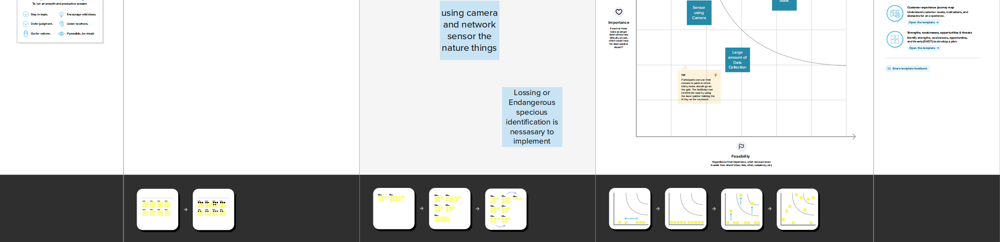 To run an smooth and productive session
Stay in topic.
Encourage wild ideas.
Defer judgment.
Listen to others.
Go for volume.
If possible, be visual.
using camera
and network
sensor the
nature things
Lossing or
Endangerous
specious
identification is
nessasary to
implement
Importance
If each of these
tasks could get
done without any
difficulty or cost,
which would have
the most positive
impact?
Sensor
using
Camera
book
Large
amount of
Data
Collection
TIP
Participants can use their
cursors to point at where
sticky notes should go on
the grid. The facilitator can
confirm the spot by using
the laser pointer holding the
H key on the keyboard.
Feasibility
Regardless of their importance, which tasks are more
feasible than others? (Cost, time, effort, complexity, etc.)
Customer experience journey map
Understand customer needs, motivations, and
obstacles for an experience.
Open the template →
Strengths, weaknesses, opportunities & threats
Identify strengths, weaknesses, opportunities,
and threats (SWOT) to develop a plan.
Open the template →
Share template feedback